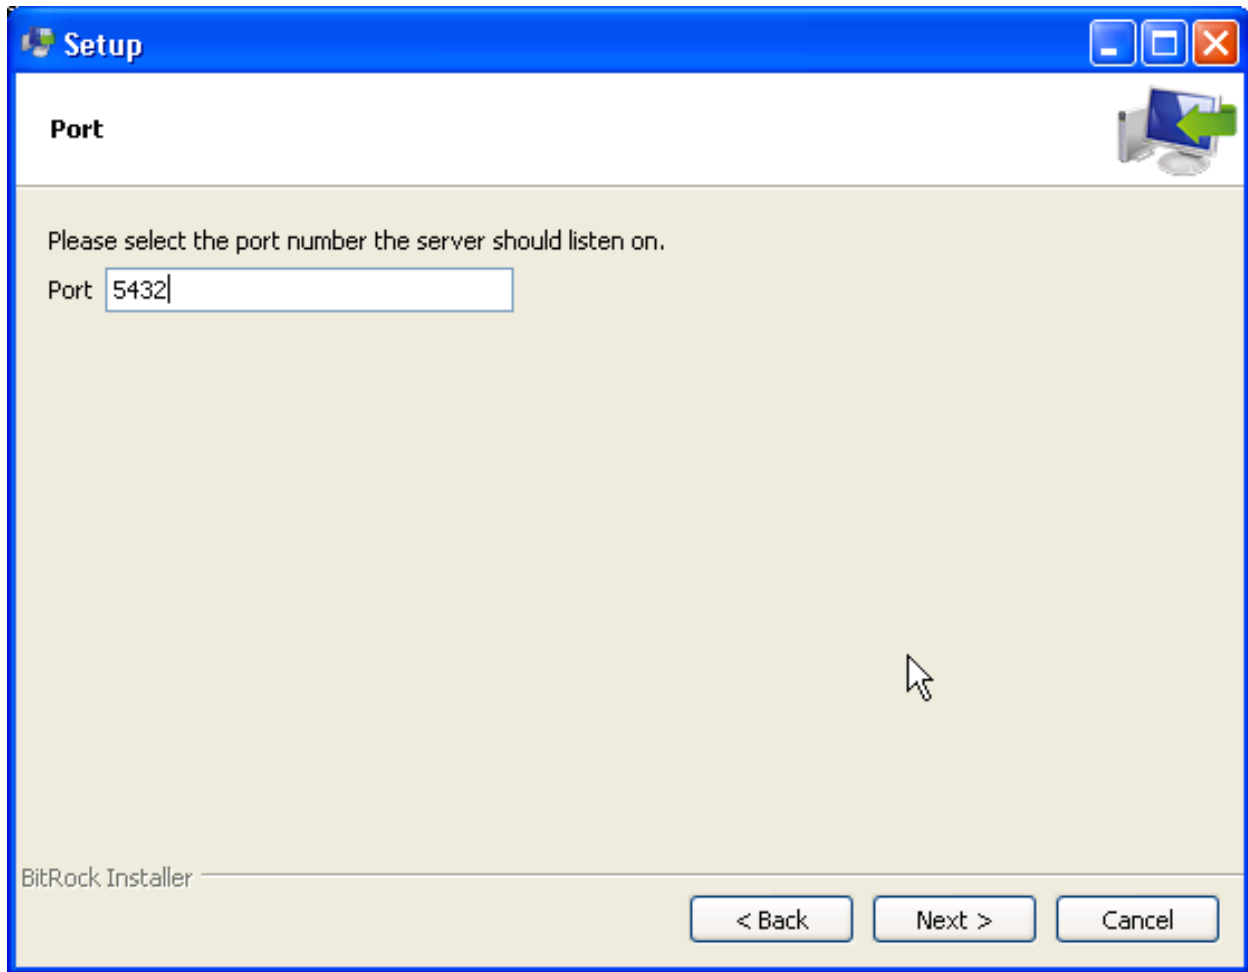 Setup
Port
Please select the port number the server should listen on.
Port 5432
BitRock Installer
< Back Next > Cancel